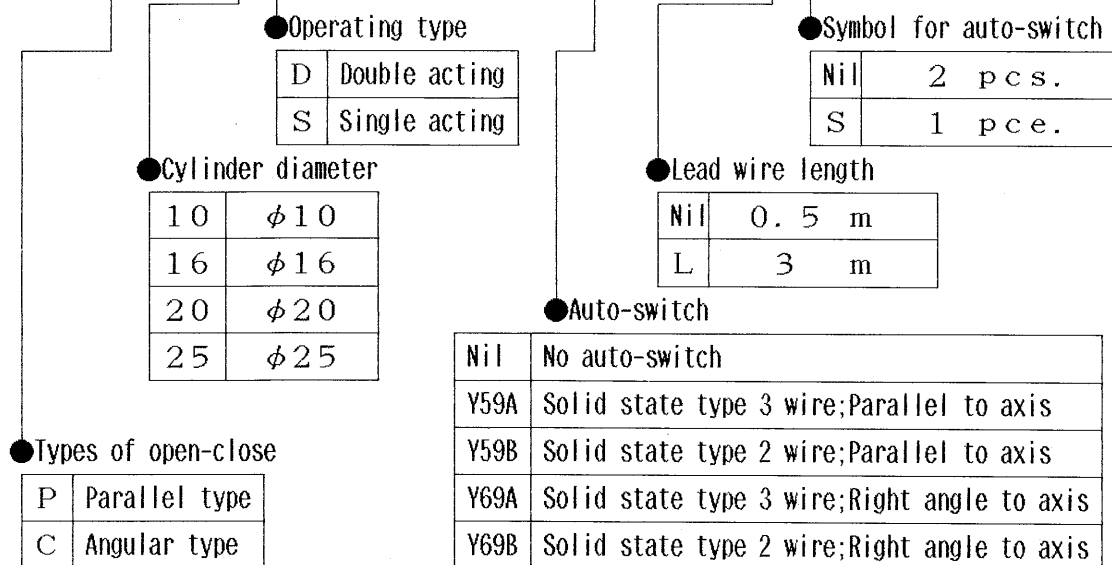 ●Operating type
D Double acting
S Single acting
●Symbol for auto-switch
Nil 2 pcs.
S 1 pce.
●Cylinder diameter
10 φ10
16 φ16
20 φ20
25 φ25
●Lead wire length
Nil 0.5 m
L 3 m
●Auto-switch
Nil No auto-switch
Y59A Solid state type 3 wire;Parallel to axis
Y59B Solid state type 2 wire;Parallel to axis
Y69A Solid state type 3 wire;Right angle to axis
Y69B Solid state type 2 wire;Right angle to axis
●Types of open-close
P Parallel type
C Angular type